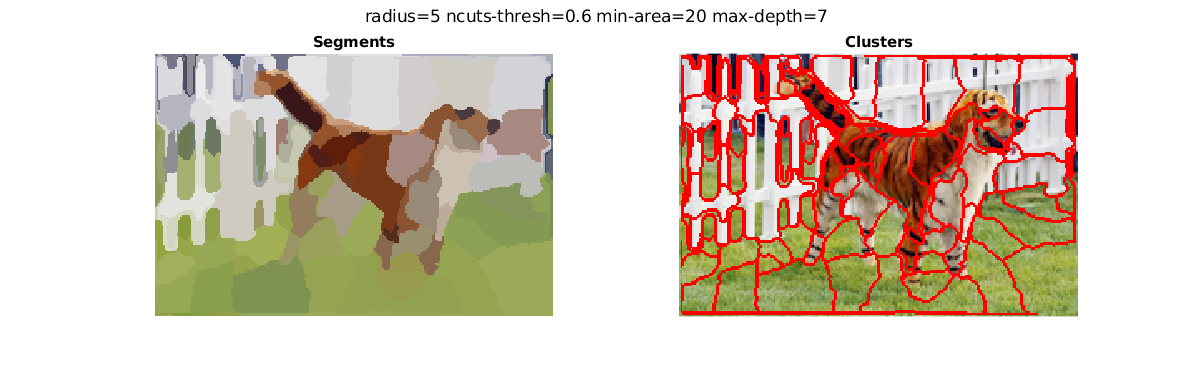 radius=5 ncuts-thresh=0.6 min-area=20 max-depth=7
Segments
Clusters